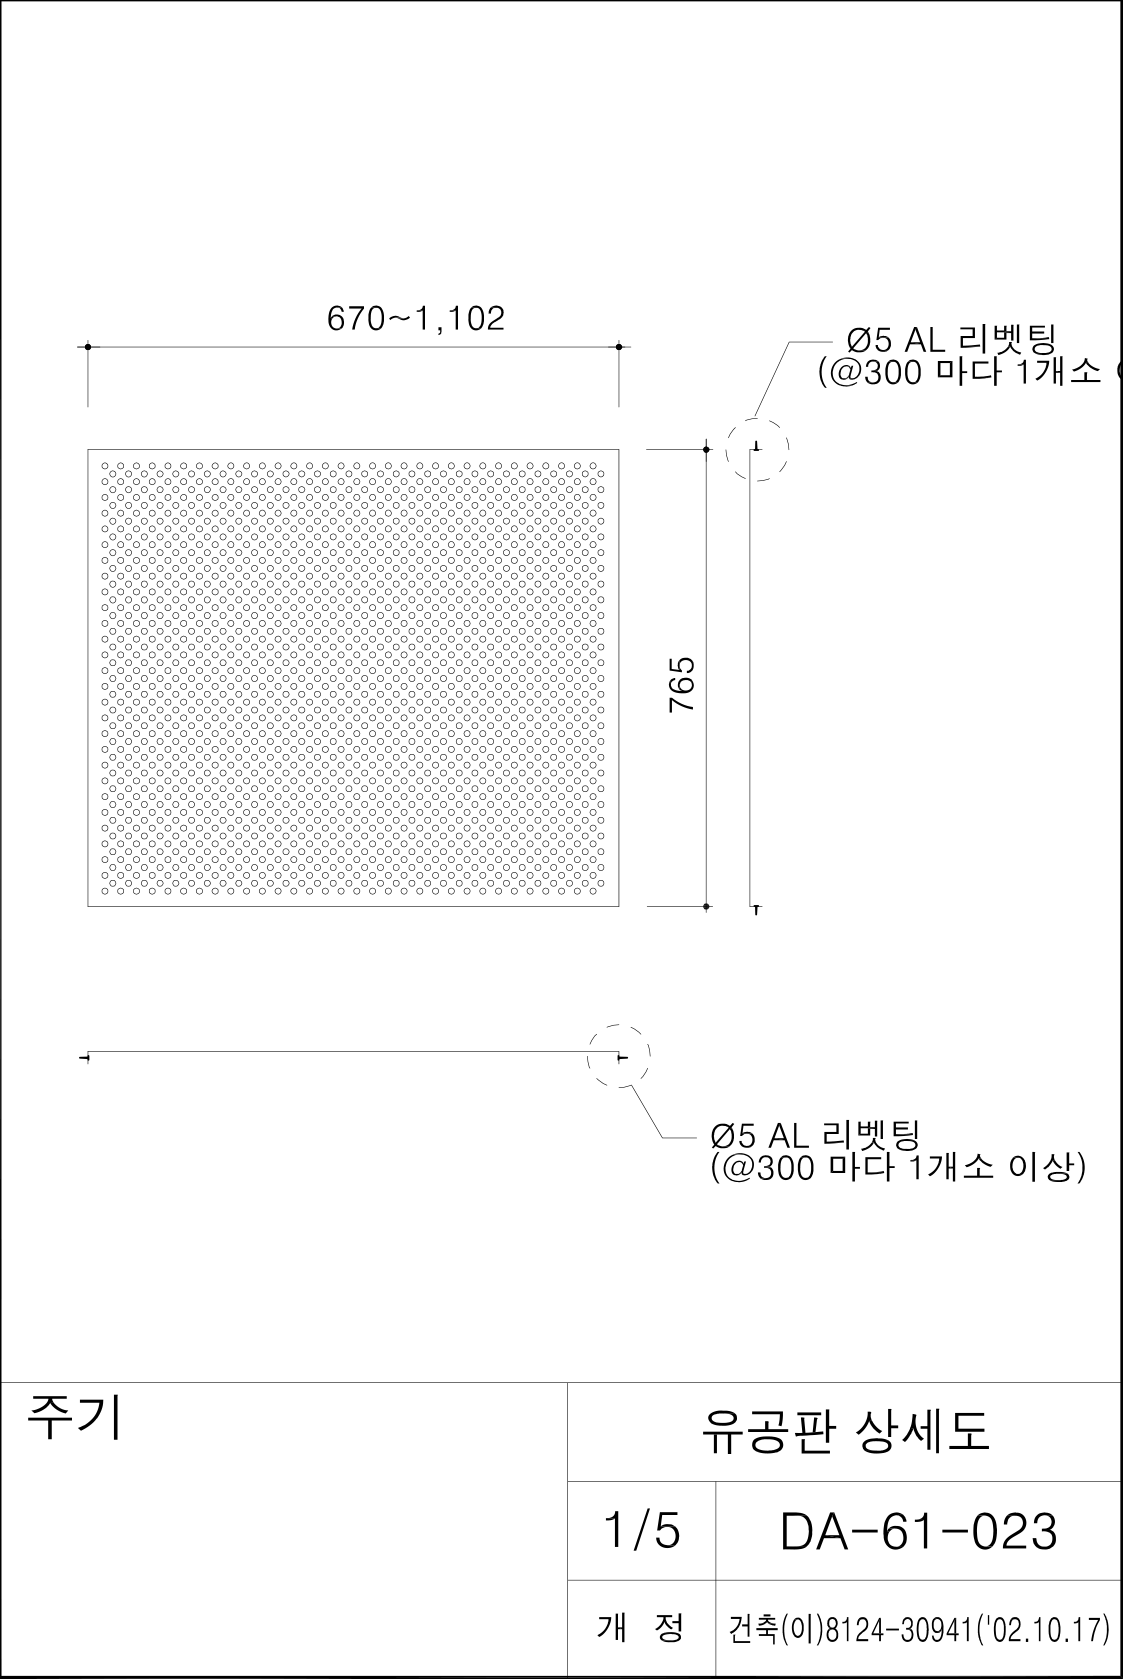 670~1,102
Ø5 AL 리벳팅
(@300 마다 1개소
765
Ø5 AL 리벳팅
(@300 마다 1개소 이상)
주기
유공판 상세도
1/5
DA-61-023
개 정
건축(이)8124-30941('02.10.17)